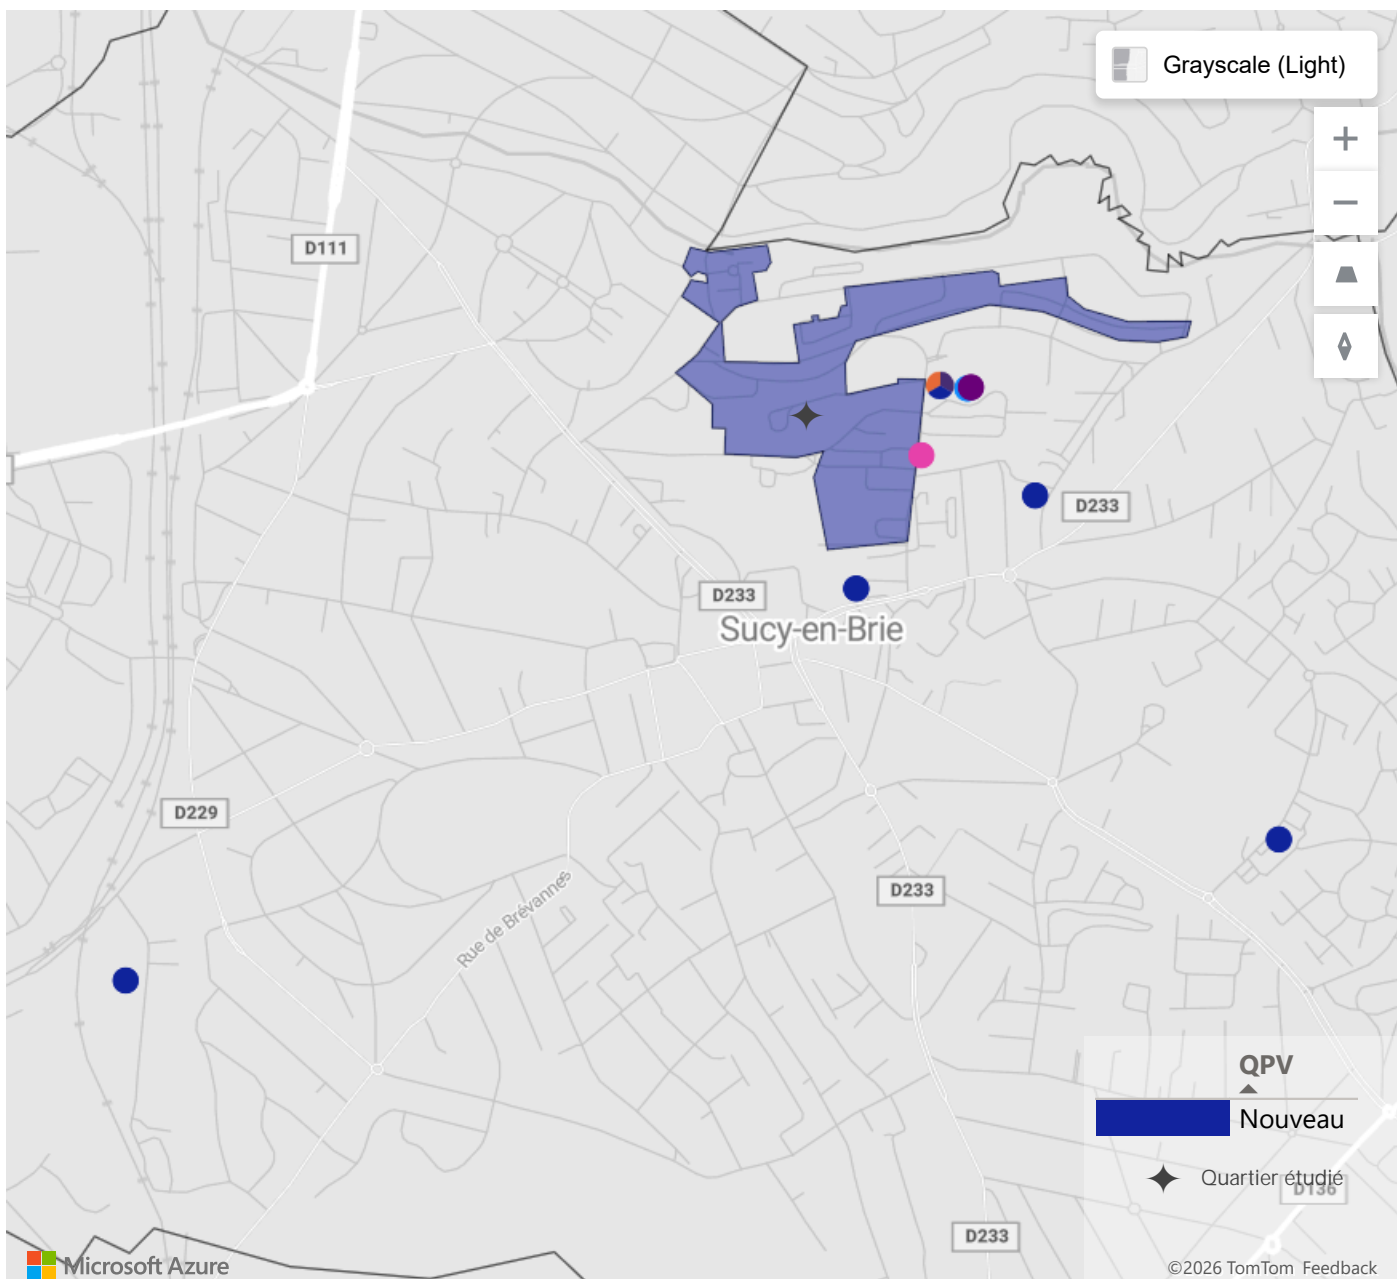 Grayscale (Light)
D111
D233
D233
Sucy-en-Brie
D229
D233
Rue de Brévannes
QPV
Nouveau
Quartier étudié
D136
D233
Microsoft Azure
©2026 TomTom Feedback